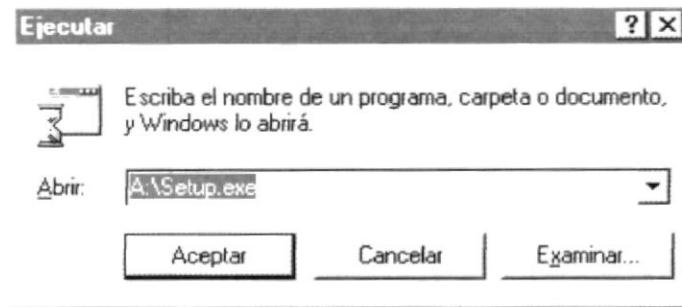 Ejecutar
Escriba el nombre de un programa, carpeta o documento,
y Windows lo abrirá.
Abrir:
A:\Setup.exe
Aceptar
Cancelar
Examinar...